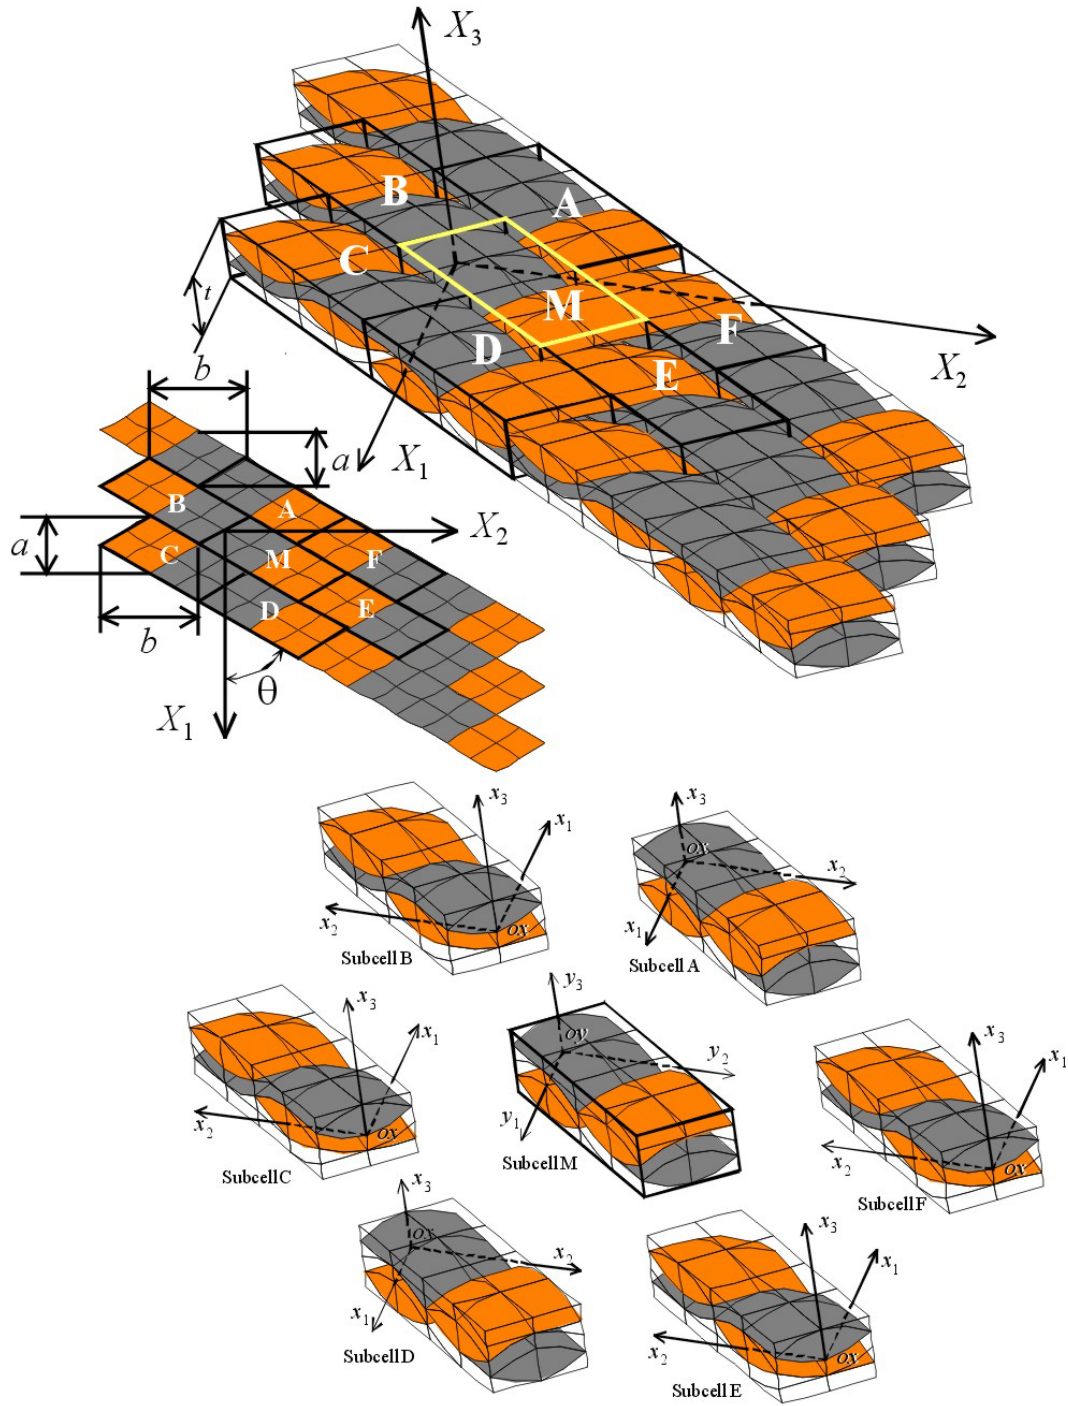 X3
A
B
C
M
F
D
E
t
X2
X1
b
a
B
A
X2
a
C
M
F
D
E
b
θ
X1
x3
x1
x2
ox
Subcell B
x3
ox
x2
x1
Subcell A
x3
x1
x2
ox
Subcell C
y3
oy
y2
y1
Subcell M
x3
x1
x2
ox
Subcell F
x3
ox
x2
x1
Subcell D
x3
x1
x2
ox
Subcell E